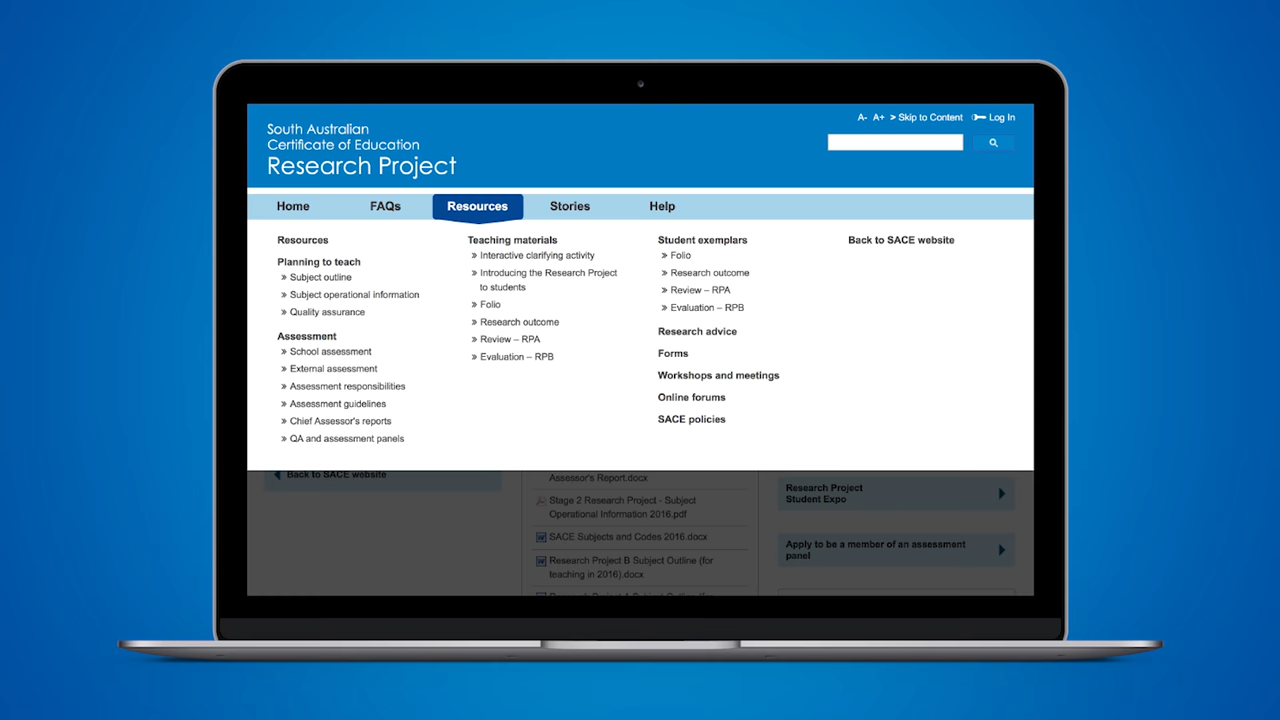 A- A+ > Skip to Content Log In
South Australian
Certificate of Education
Research Project
Home FAQs Resources Stories Help
Resources
Planning to teach
» Subject outline
» Subject operational information
» Quality assurance
Assessment
» School assessment
» External assessment
» Assessment responsibilities
» Assessment guidelines
» Chief Assessor's reports
» QA and assessment panels
Teaching materials
» Interactive clarifying activity
» Introducing the Research Project
to students
» Folio
» Research outcome
» Review – RPA
» Evaluation – RPB
Student exemplars
» Folio
» Research outcome
» Review – RPA
» Evaluation – RPB
Research advice
Forms
Workshops and meetings
Online forums
SACE policies
Back to SACE website
Back to SACE website
Assessor's Report.docx
Stage 2 Research Project - Subject
Operational Information 2016.pdf
SACE Subjects and Codes 2016.docx
Research Project B Subject Outline (for
teaching in 2016).docx
Research Project
Student Expo
Apply to be a member of an assessment
panel